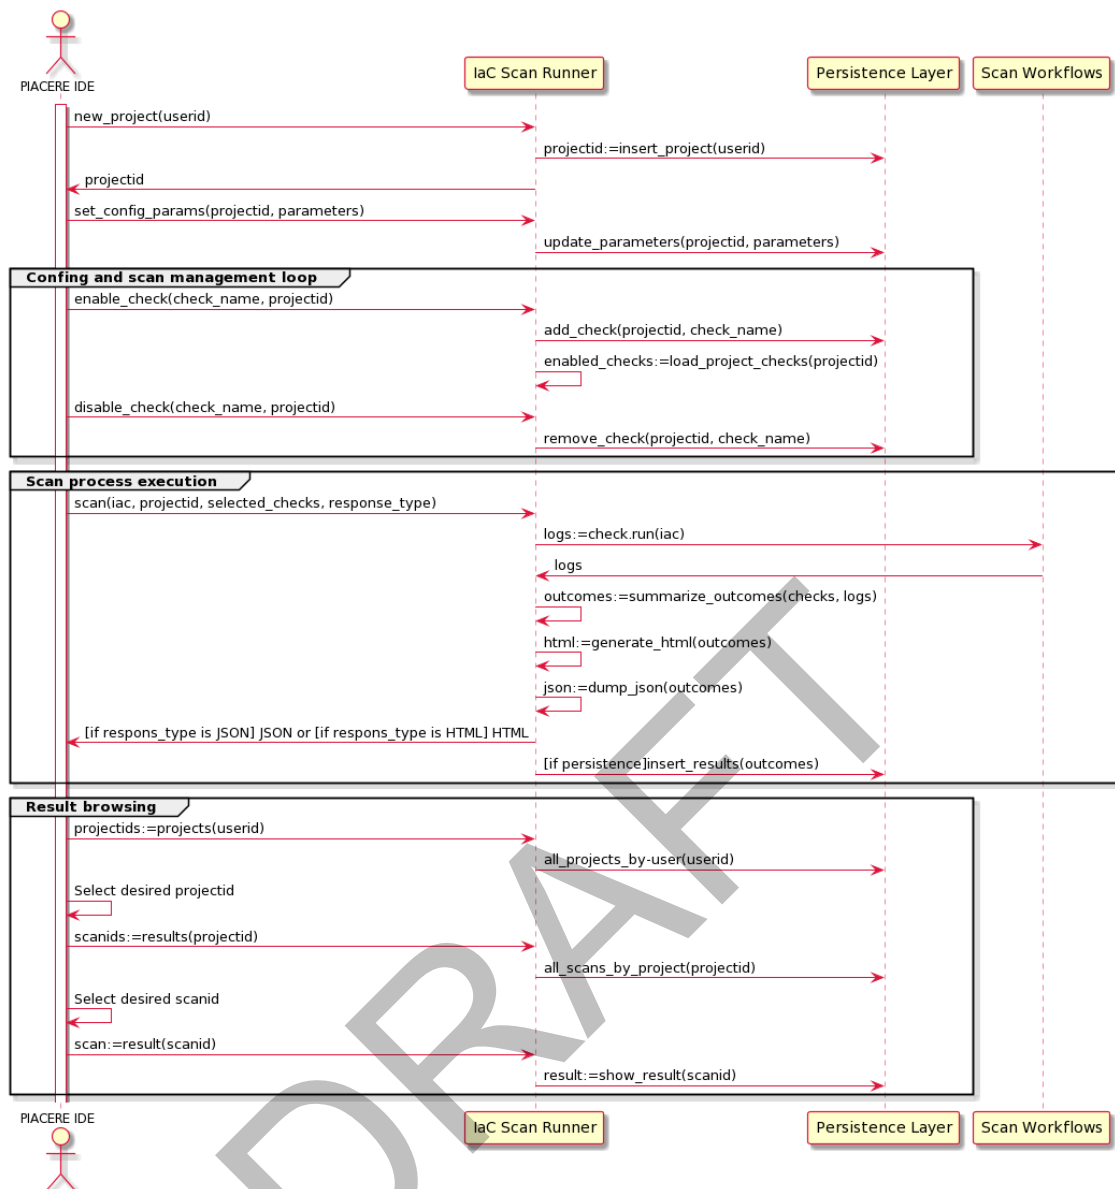 PIACERE IDE
IaC Scan Runner
Persistence Layer
Scan Workflows
new_project(userid)
projectid:=insert_project(userid)
projectid
set_config_params(projectid, parameters)
update_parameters(projectid, parameters)
Confing and scan management loop
enable_check(check_name, projectid)
add_check(projectid, check_name)
enabled_checks:=load_project_checks(projectid)
disable_check(check_name, projectid)
remove_check(projectid, check_name)
Scan process execution
scan(iac, projectid, selected_checks, response_type)
logs:=check.run(iac)
logs
outcomes:=summarize_outcomes(checks, logs)
html:=generate_html(outcomes)
json:=dump_json(outcomes)
[if respons_type is JSON] JSON or [if respons_type is HTML] HTML
[if persistence]insert_results(outcomes)
Result browsing
projectids:=projects(userid)
all_projects_by-user(userid)
Select desired projectid
scanids:=results(projectid)
all_scans_by_project(projectid)
Select desired scanid
scan:=result(scanid)
result:=show_result(scanid)
PIACERE IDE
IaC Scan Runner
Persistence Layer
Scan Workflows
DRAFT